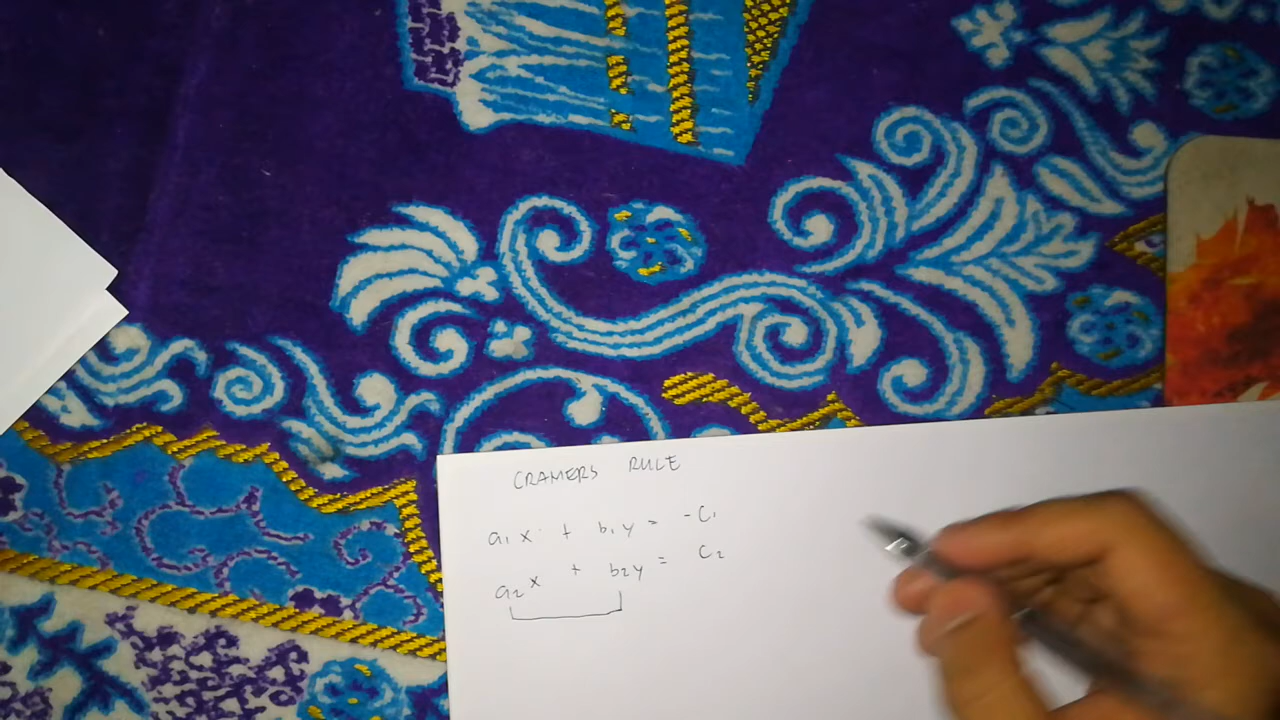 CRAMERS RULE
a₁x + b₁y = -C₁
a₂x + b₂y = C₂